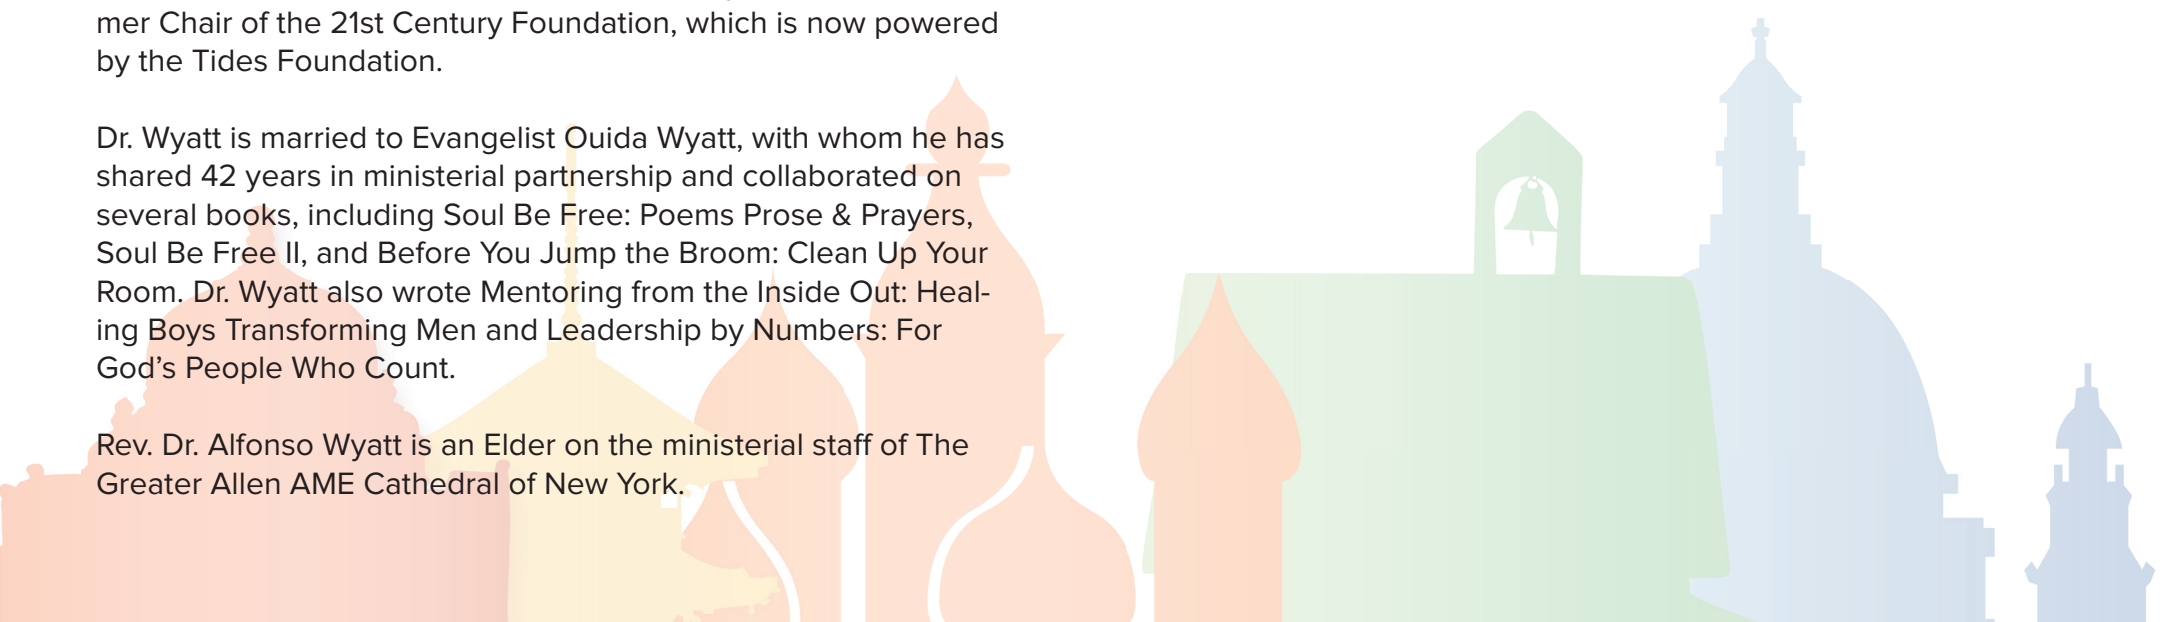 mer Chair of the 21st Century Foundation, which is now powered
by the Tides Foundation.
Dr. Wyatt is married to Evangelist Ouida Wyatt, with whom he has
shared 42 years in ministerial partnership and collaborated on
several books, including Soul Be Free: Poems Prose & Prayers,
Soul Be Free II, and Before You Jump the Broom: Clean Up Your
Room. Dr. Wyatt also wrote Mentoring from the Inside Out: Heal-
ing Boys Transforming Men and Leadership by Numbers: For
God’s People Who Count.
Rev. Dr. Alfonso Wyatt is an Elder on the ministerial staff of The
Greater Allen AME Cathedral of New York.